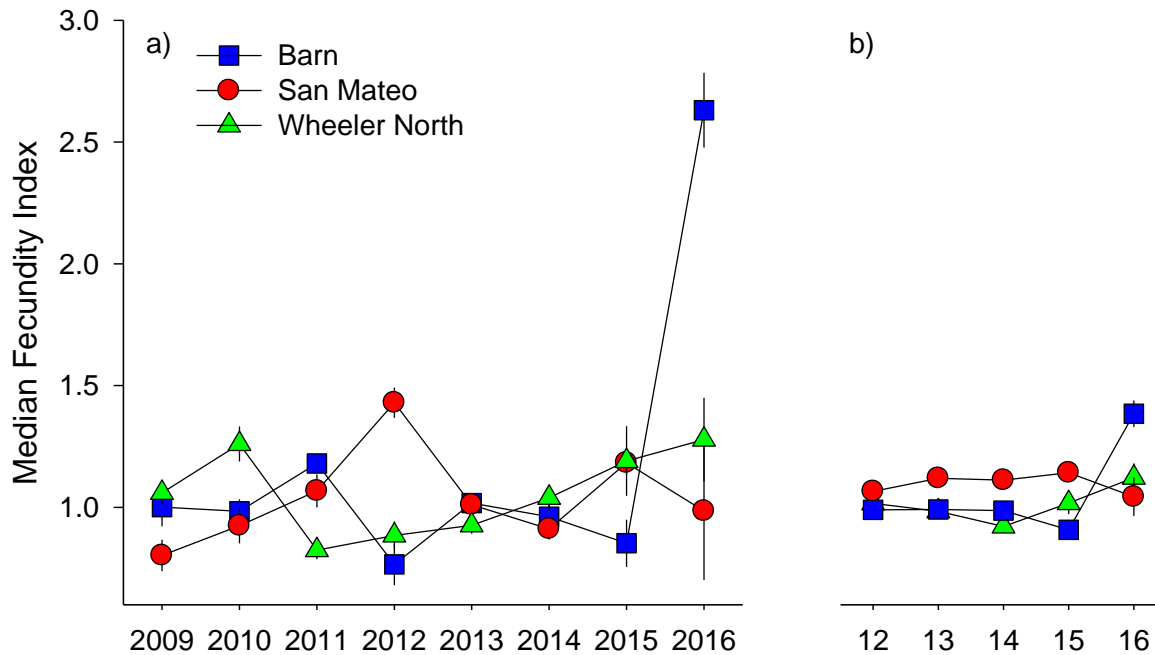 Median Fecundity Index
3.0
2.5
2.0
1.5
1.0
a)
Barn
San Mateo
Wheeler North
2009 2010 2011 2012 2013 2014 2015 2016
b)
12 13 14 15 16